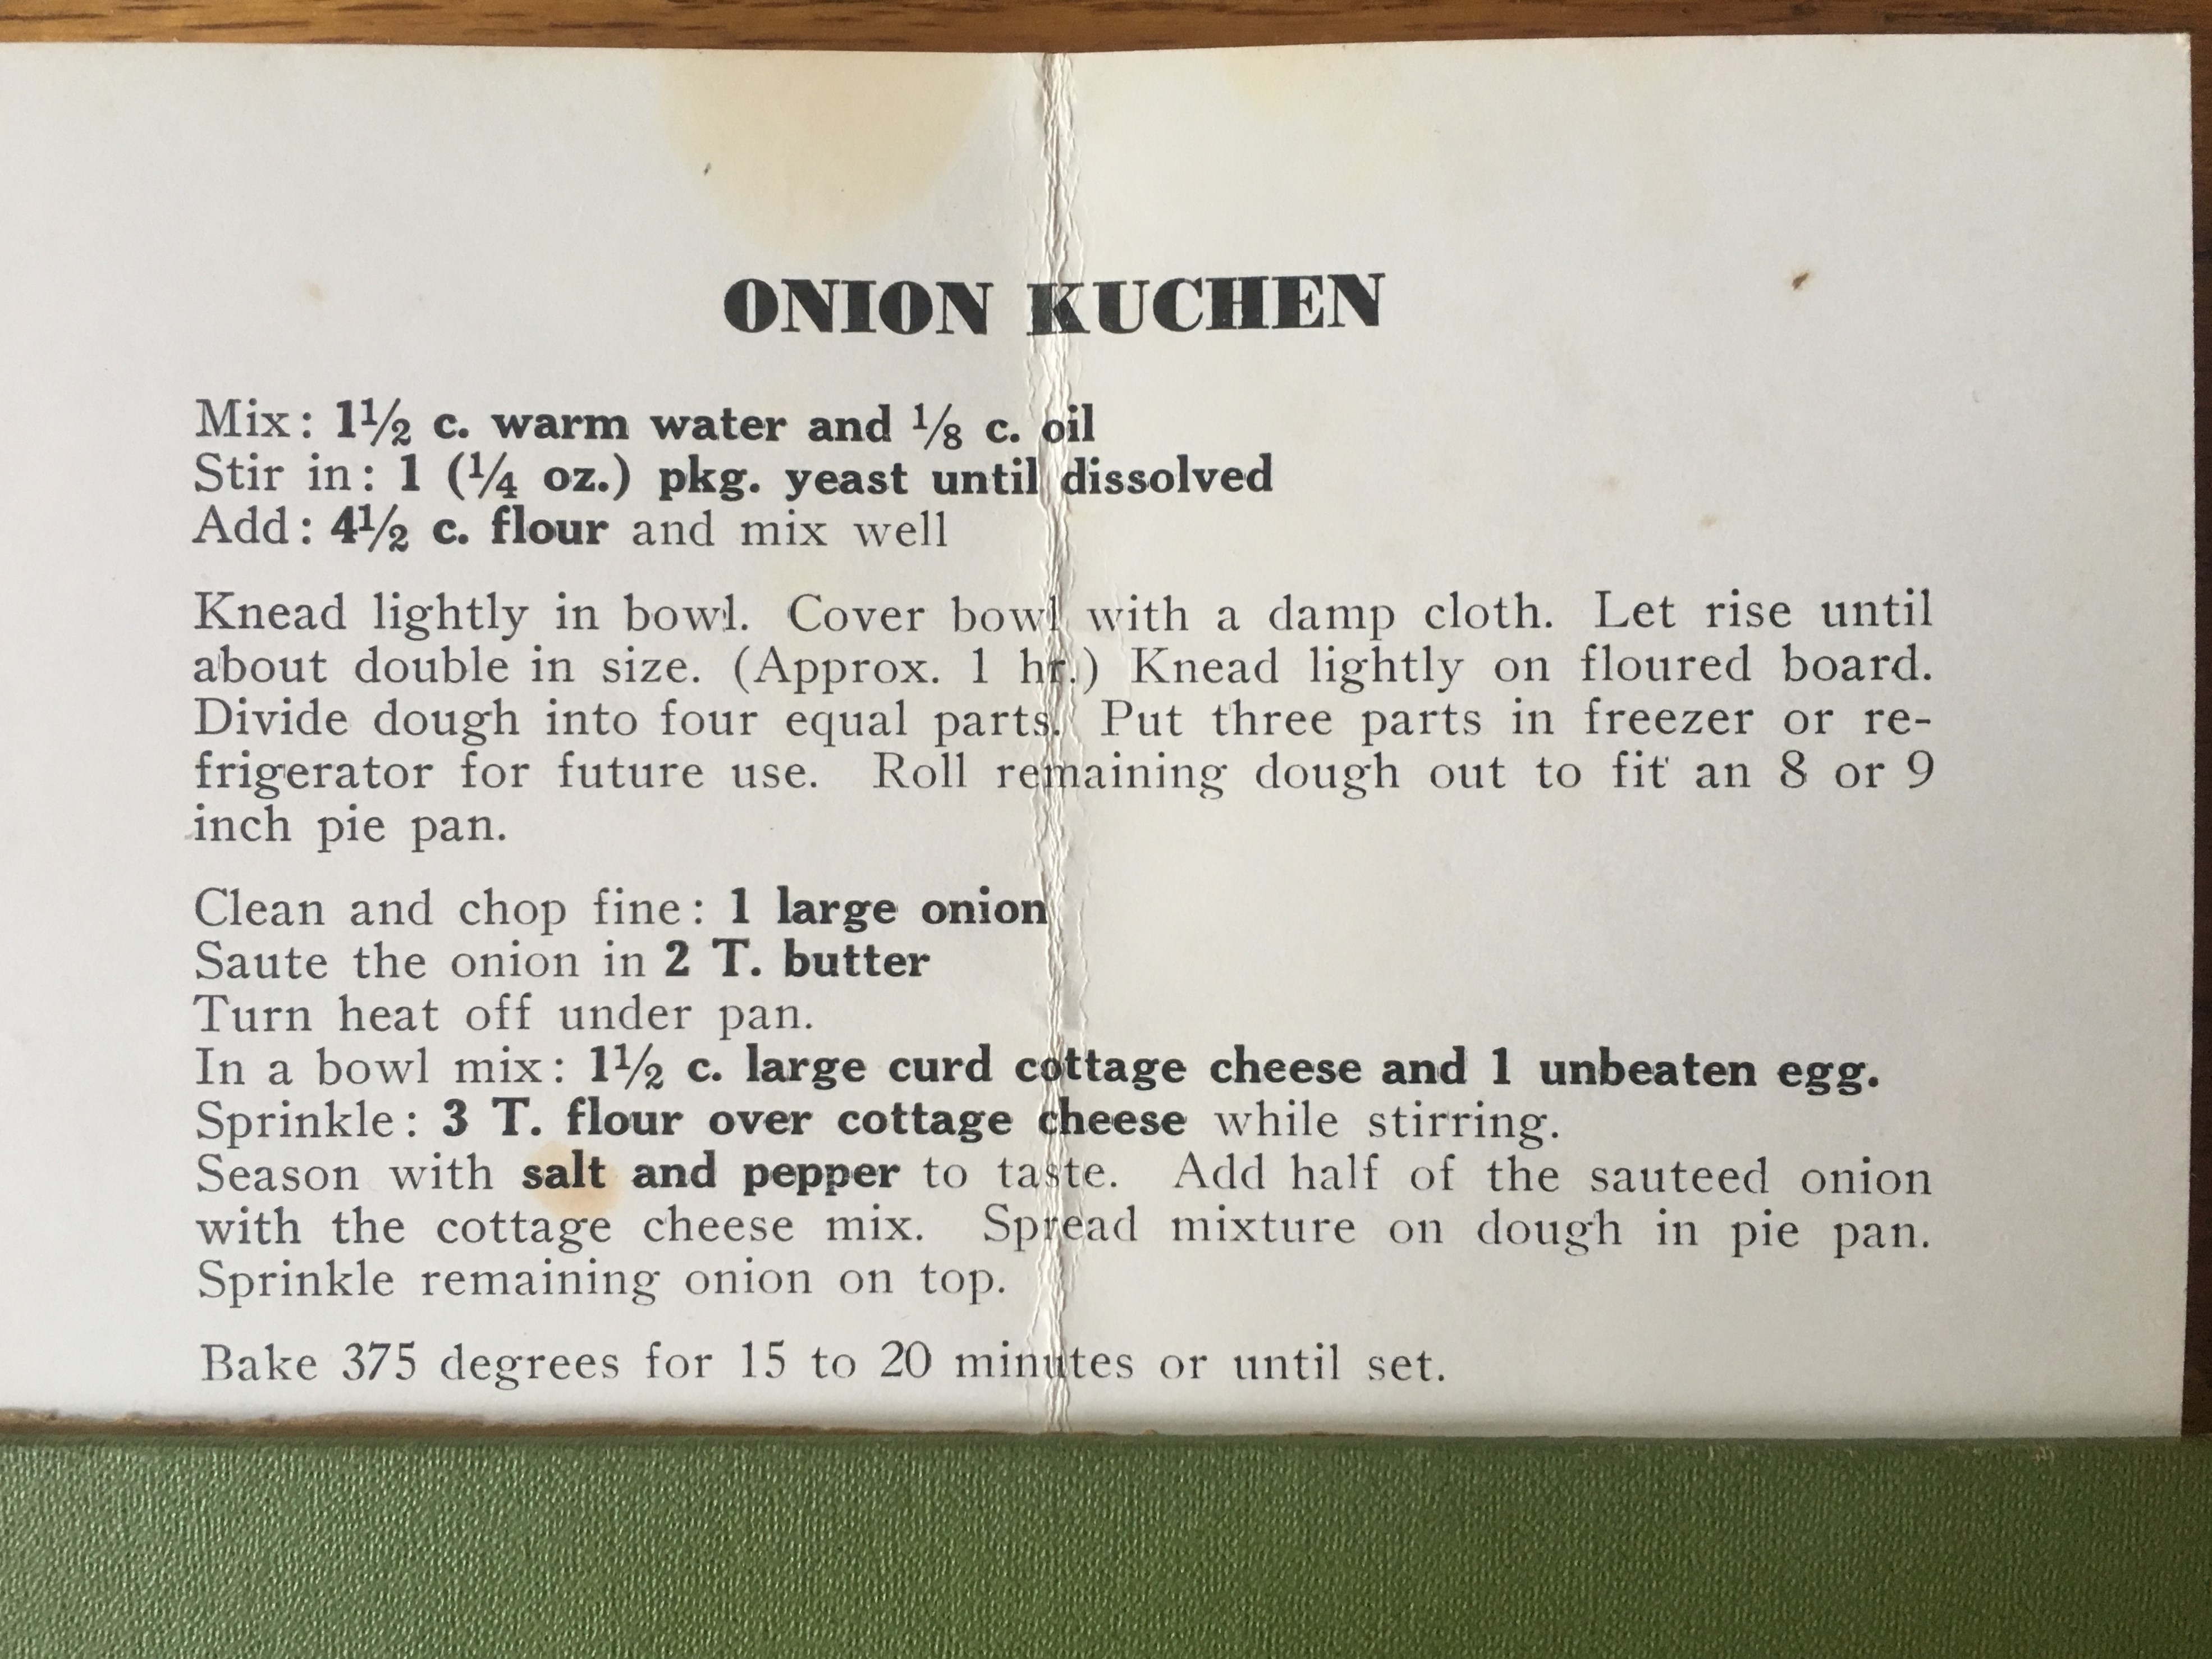 ONION KUCHEN
Mix: 1½ c. warm water and ⅛ c. oil
Stir in: 1 (¼ oz.) pkg. yeast until dissolved
Add: 4½ c. flour and mix well
Knead lightly in bowl. Cover bowl with a damp cloth. Let rise until
about double in size. (Approx. 1 hr.) Knead lightly on floured board.
Divide dough into four equal parts. Put three parts in freezer or re-
frigerator for future use. Roll remaining dough out to fit an 8 or 9
inch pie pan.
Clean and chop fine: 1 large onion
Saute the onion in 2 T. butter
Turn heat off under pan.
In a bowl mix: 1½ c. large curd cottage cheese and 1 unbeaten egg.
Sprinkle: 3 T. flour over cottage cheese while stirring.
Season with salt and pepper to taste. Add half of the sauteed onion
with the cottage cheese mix. Spread mixture on dough in pie pan.
Sprinkle remaining onion on top.
Bake 375 degrees for 15 to 20 minutes or until set.